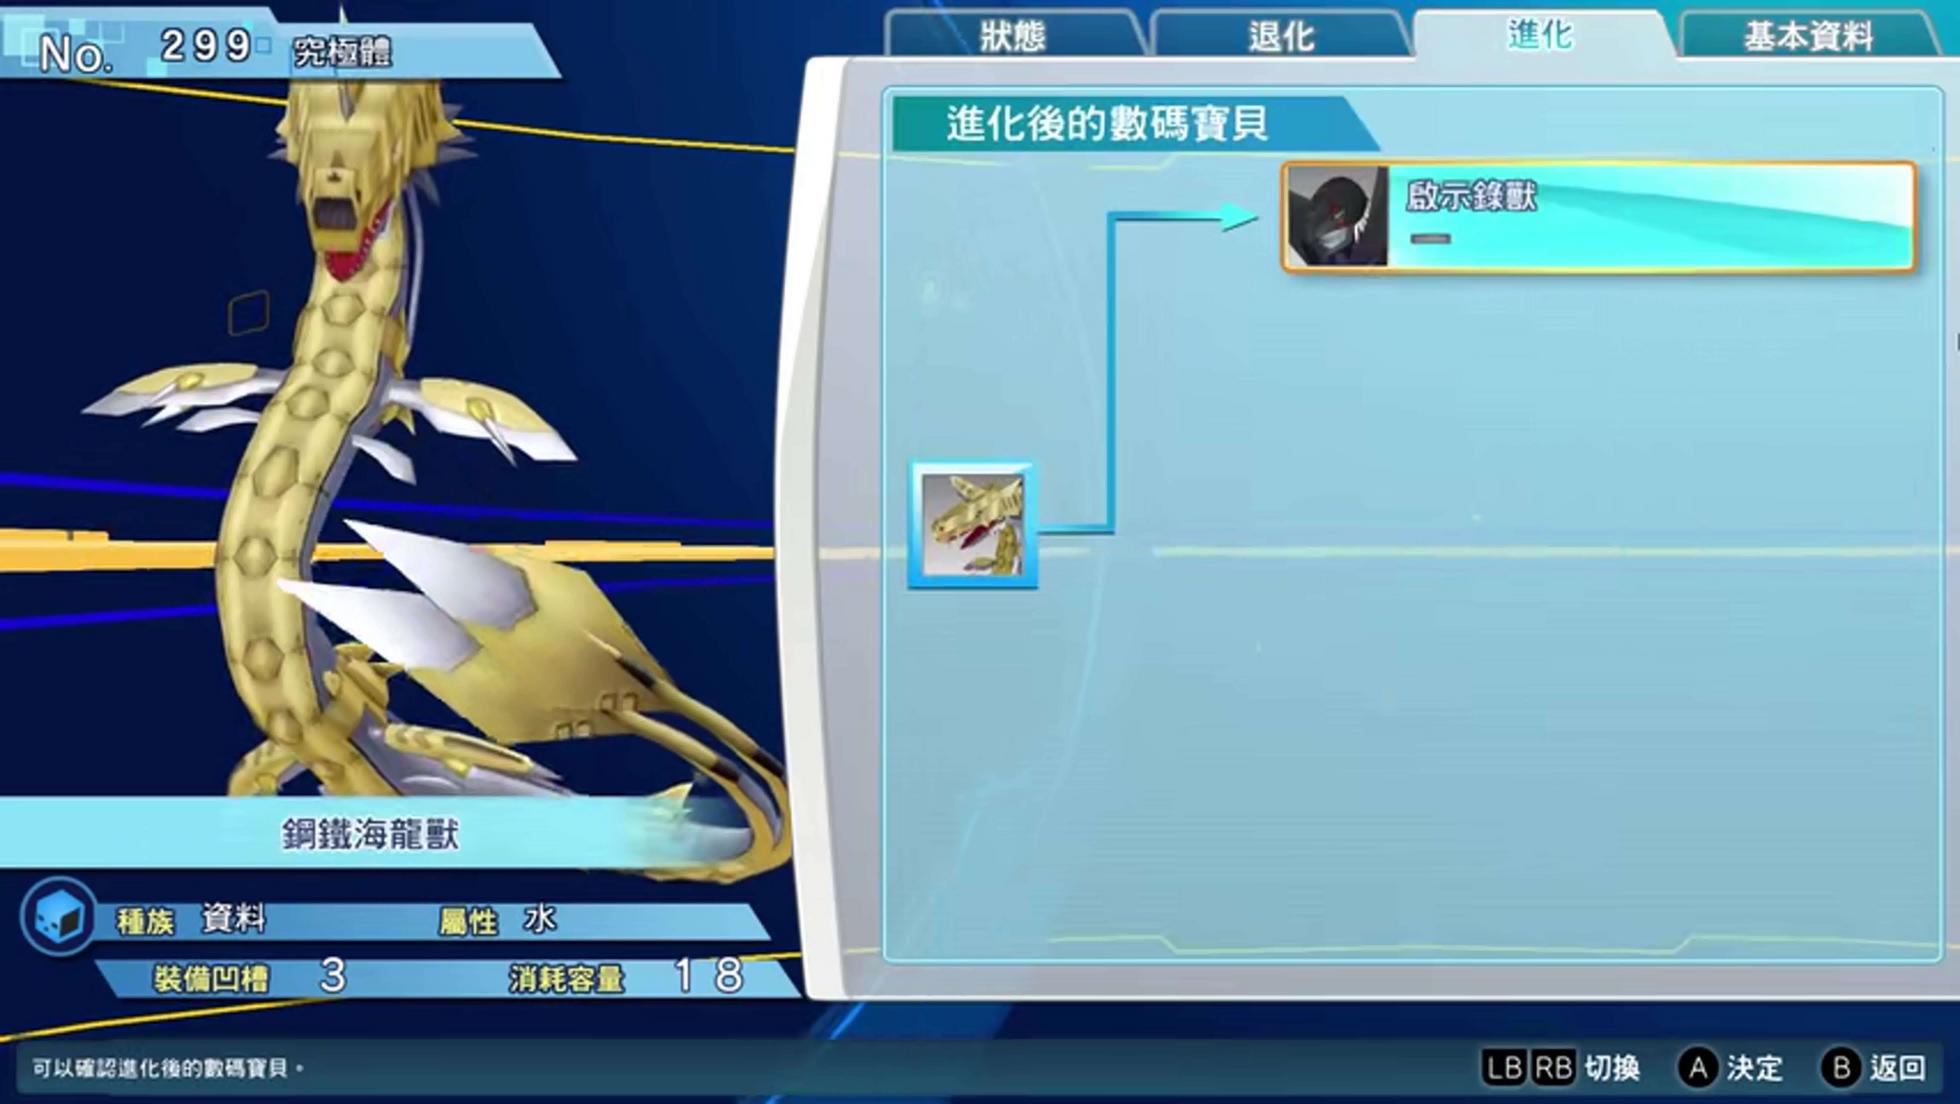 No. 299 究極體
狀態
退化
進化
基本資料
進化後的數碼寶貝
啟示錄獸
鋼鐵海龍獸
種族 資料 屬性 水
裝備凹槽 3 消耗容量 18
可以確認進化後的數碼寶貝。
LB RB 切換 A 決定 B 返回